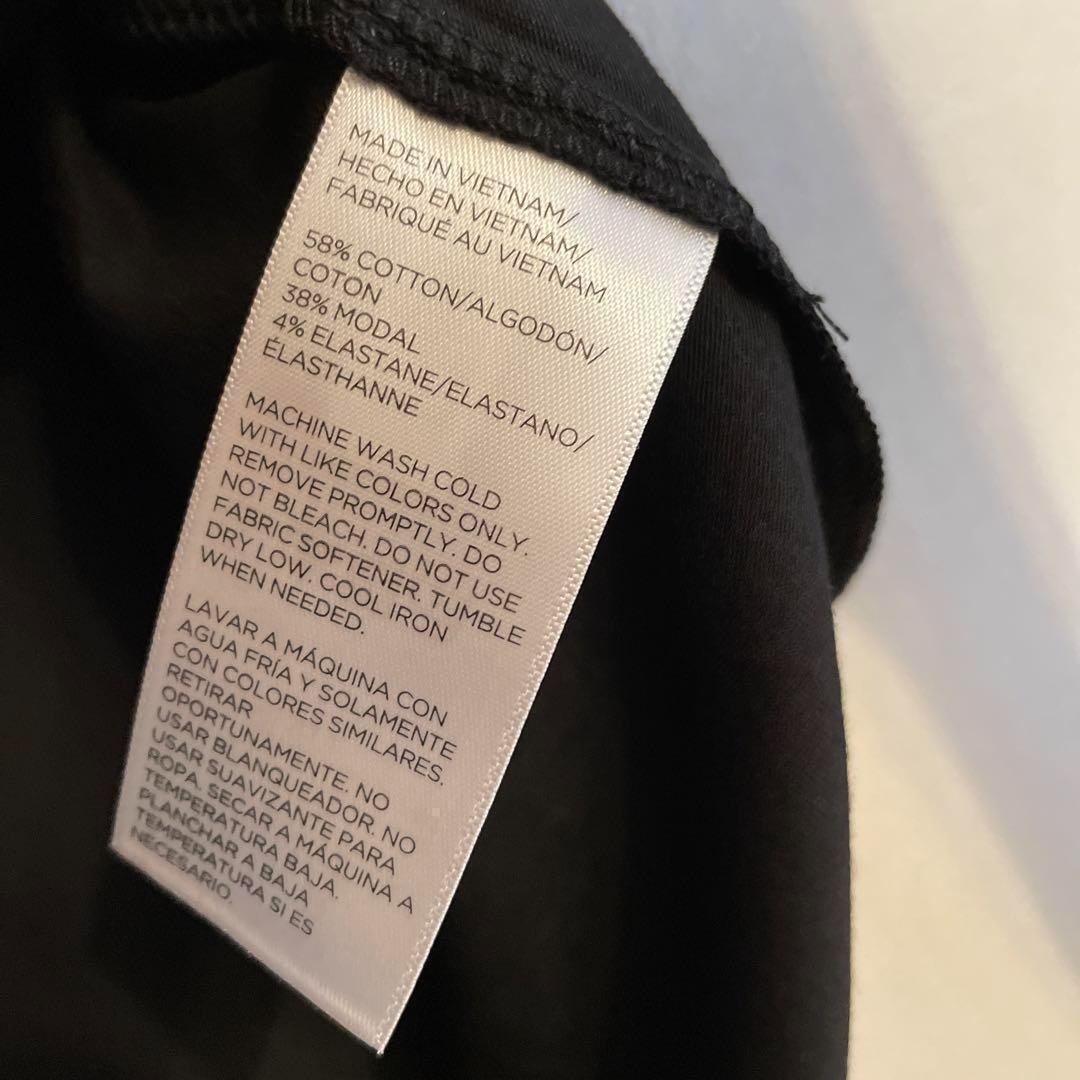 MADE IN VIETNAM/
HECHO EN VIETNAM/
FABRIQUÉ AU VIETNAM
58% COTTON/ALGODÓN/
COTON
38% MODAL
4% ELASTANE/ELASTANO/
ÉLASTHANNE
MACHINE WASH COLD
WITH LIKE COLORS ONLY.
REMOVE PROMPTLY. DO
NOT BLEACH. DO NOT USE
FABRIC SOFTENER. TUMBLE
DRY LOW. COOL IRON
WHEN NEEDED.
LAVAR A MÁQUINA CON
AGUA FRÍA Y SOLAMENTE
CON COLORES SIMILARES.
RETIRAR
OPORTUNAMENTE. NO
USAR BLANQUEADOR. NO
USAR SUAVIZANTE PARA
ROPA. SECAR A MÁQUINA A
TEMPERATURA BAJA.
PLANCHAR A BAJA
TEMPERATURA SI ES
NECESARIO.